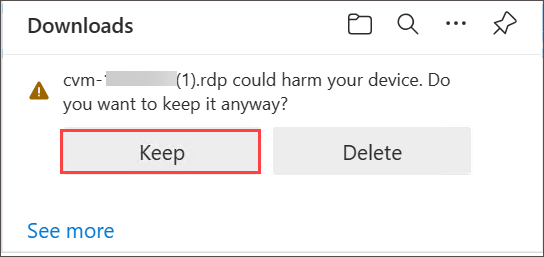 Downloads
cvm- (1).rdp could harm your device. Do
you want to keep it anyway?
Keep
Delete
See more